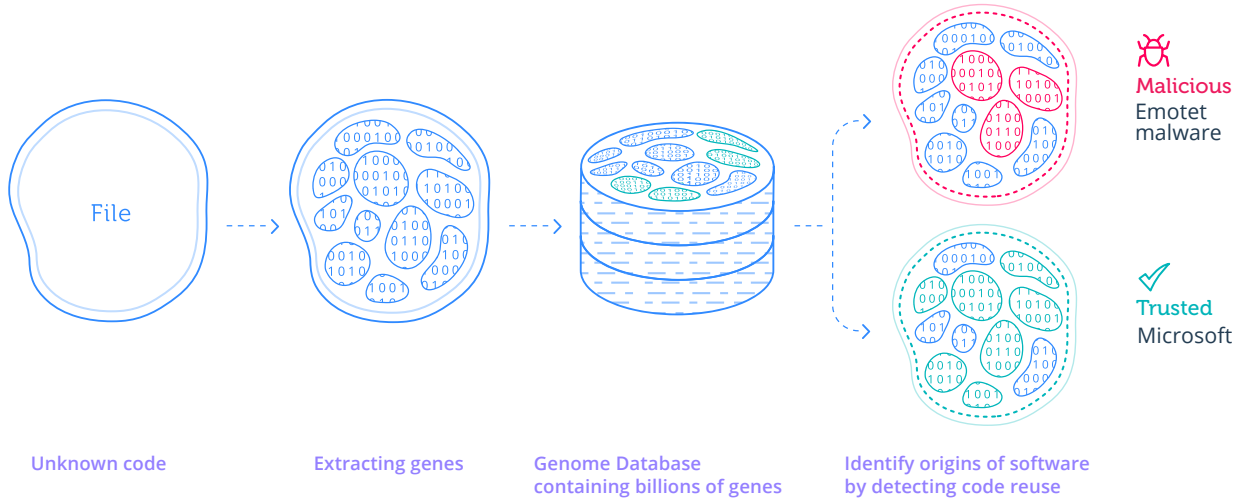 File
Malicious
Emotet
malware
Trusted
Microsoft
Unknown code
Extracting genes
Genome Database
containing billions of genes
Identify origins of software
by detecting code reuse